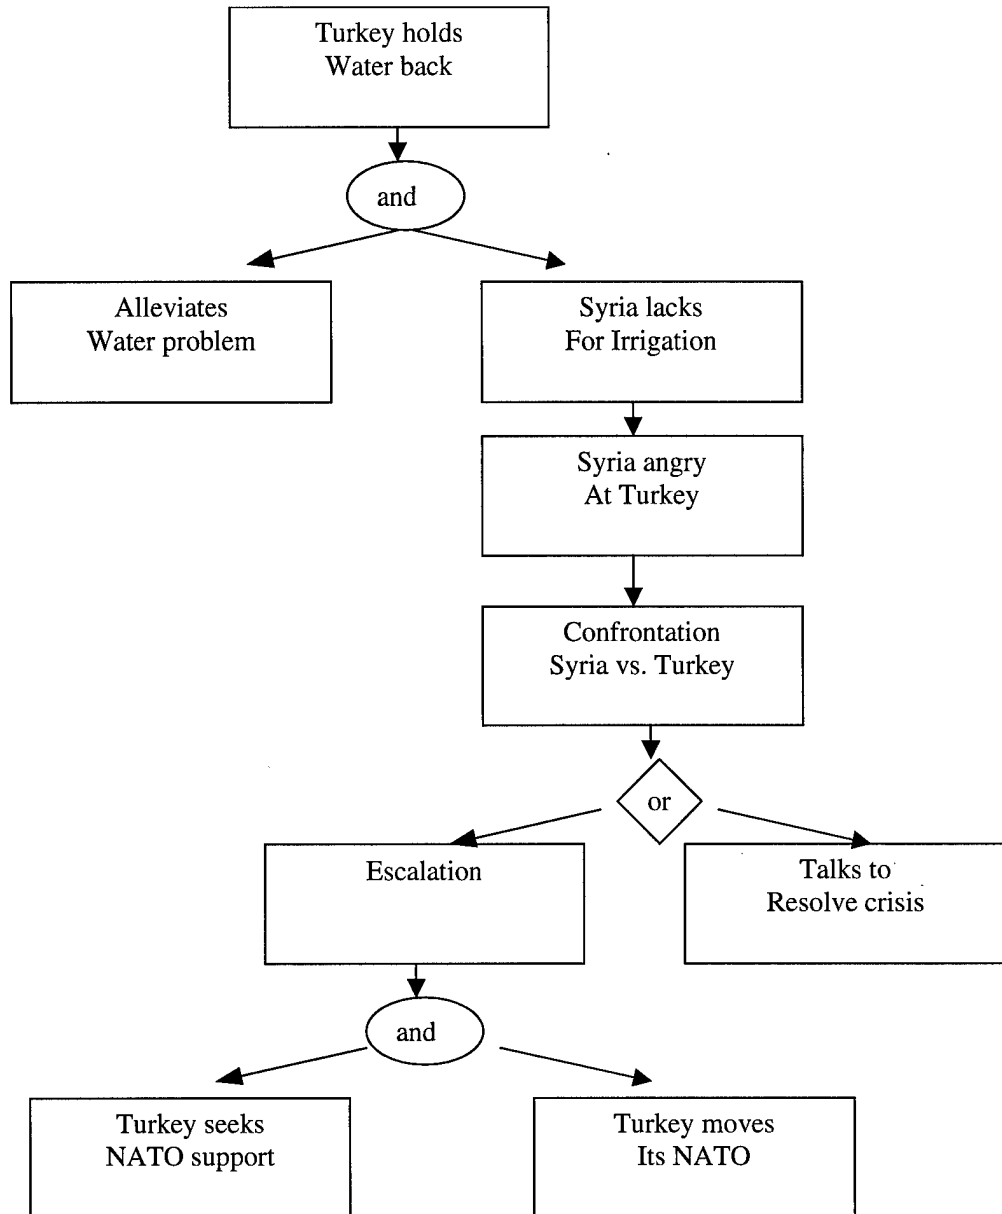 Turkey holds
Water back
and
Alleviates
Water problem
Syria lacks
For Irrigation
Syria angry
At Turkey
Confrontation
Syria vs. Turkey
or
Escalation
Talks to
Resolve crisis
and
Turkey seeks
NATO support
Turkey moves
Its NATO